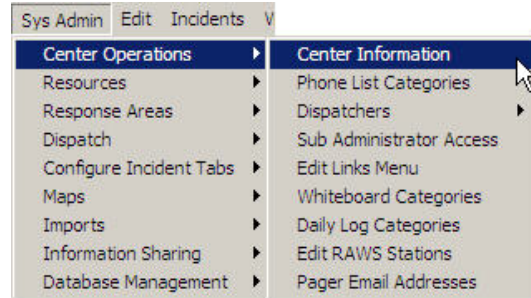 Sys Admin Edit Incidents
Center Operations
Resources
Response Areas
Dispatch
Configure Incident Tabs
Maps
Imports
Information Sharing
Database Management
Center Information
Phone List Categories
Dispatchers
Sub Administrator Access
Edit Links Menu
Whiteboard Categories
Daily Log Categories
Edit RAWS Stations
Pager Email Addresses